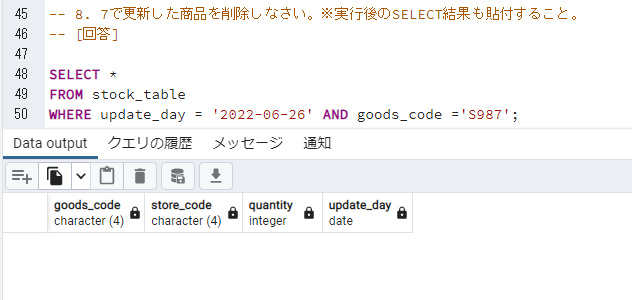 45 -- 8. 7で更新した商品を削除しなさい。※実行後のSELECT結果も貼付すること。
46 -- [回答]
47
48 SELECT *
49 FROM stock_table
50 WHERE update_day = '2022-06-26' AND goods_code ='S987';
Data output クエリの履歴 メッセージ 通知
goods_code store_code quantity update_day
character (4) character (4) integer date